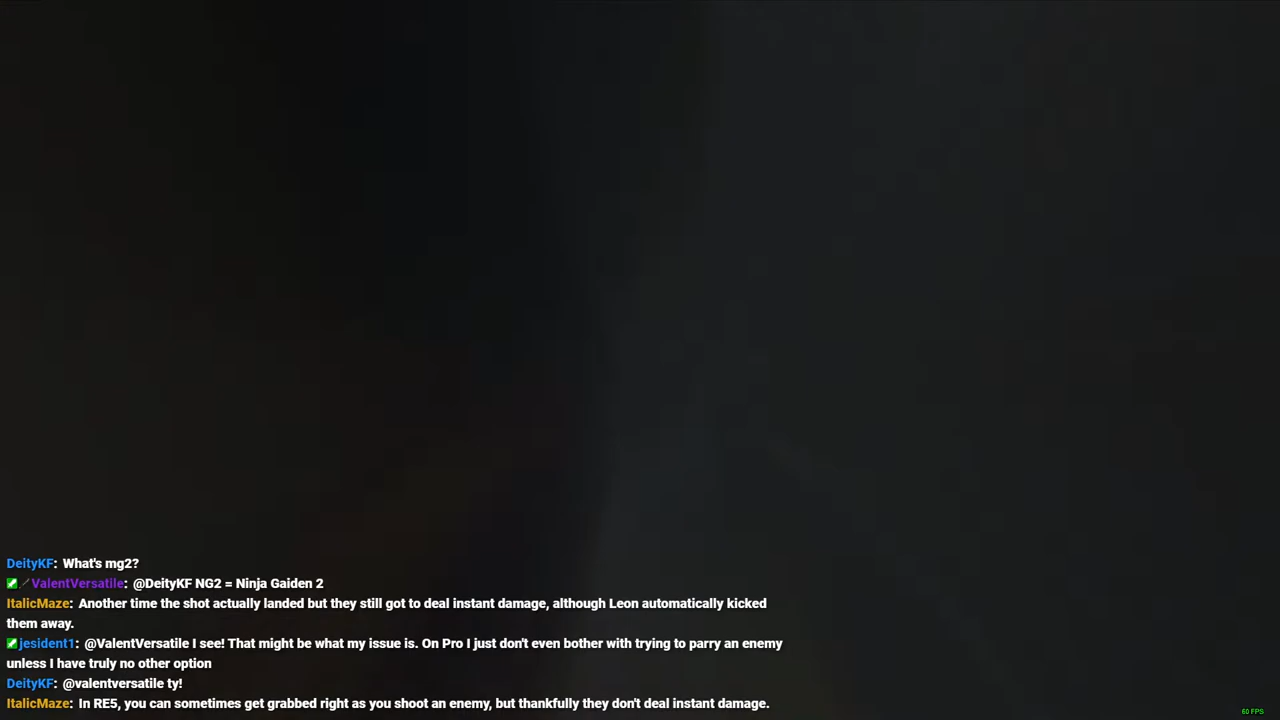 DeityKF: What's mg2?
ValentVersatile: @DeityKF NG2 = Ninja Gaiden 2
ItalicMaze: Another time the shot actually landed but they still got to deal instant damage, although Leon automatically kicked
them away.
jesident1: @ValentVersatile I see! That might be what my issue is. On Pro I just don't even bother with trying to parry an enemy
unless I have truly no other option
DeityKF: @valentversatile ty!
ItalicMaze: In RE5, you can sometimes get grabbed right as you shoot an enemy, but thankfully they don't deal instant damage.
60 FPS